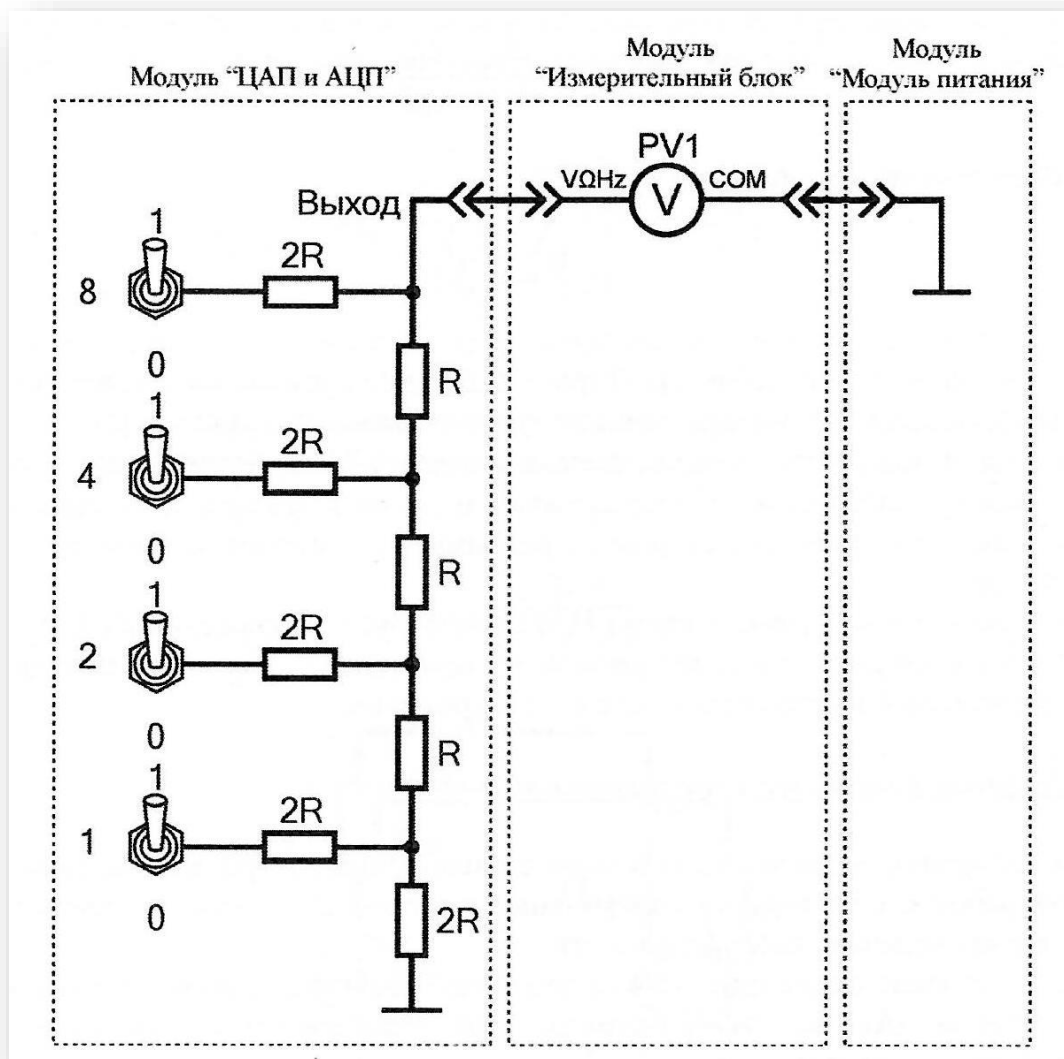 Модуль “ЦАП и АЦП”
Модуль
“Измерительный блок”
Модуль
“Модуль питания”
PV1
VΩHz
V
COM
Выход
1
8
2R
0
R
1
4
2R
0
R
1
2
2R
0
R
1
1
2R
0
2R